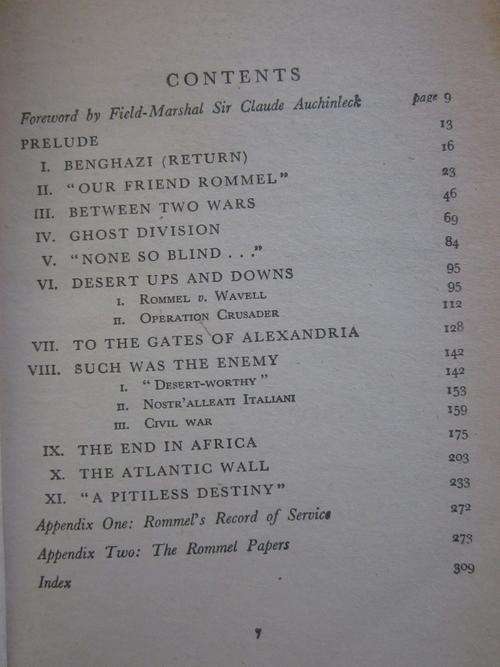 CONTENTS
Foreword by Field-Marshal Sir Claude Auchinleck page 9
PRELUDE 13
I. BENGHAZI (RETURN) 16
II. "OUR FRIEND ROMMEL" 23
III. BETWEEN TWO WARS 46
IV. GHOST DIVISION 69
V. "NONE SO BLIND . . ." 84
VI. DESERT UPS AND DOWNS 95
I. ROMMEL v. WAVELL 95
II. OPERATION CRUSADER 112
VII. TO THE GATES OF ALEXANDRIA 128
VIII. SUCH WAS THE ENEMY 142
I. "DESERT-WORTHY" 142
II. NOSTR'ALLEATI ITALIANI 153
III. CIVIL WAR 159
IX. THE END IN AFRICA 175
X. THE ATLANTIC WALL 203
XI. "A PITILESS DESTINY" 233
Appendix One: Rommel's Record of Service 272
Appendix Two: The Rommel Papers 273
Index 309
7